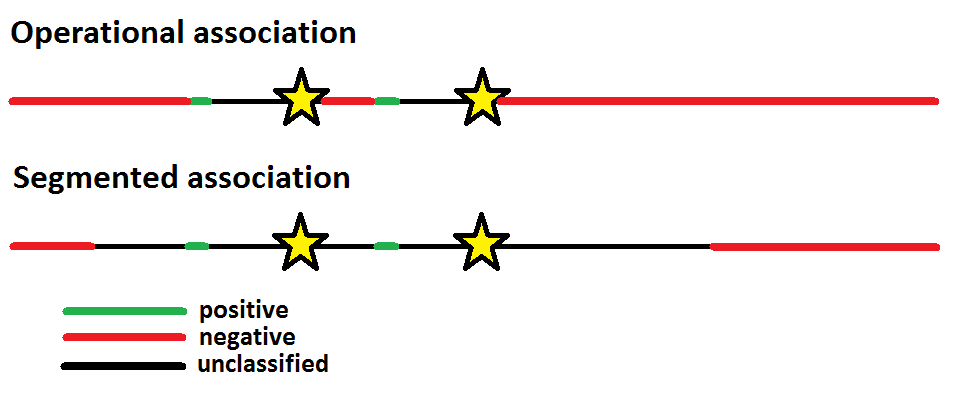 Operational association
Segmented association
positive
negative
unclassified